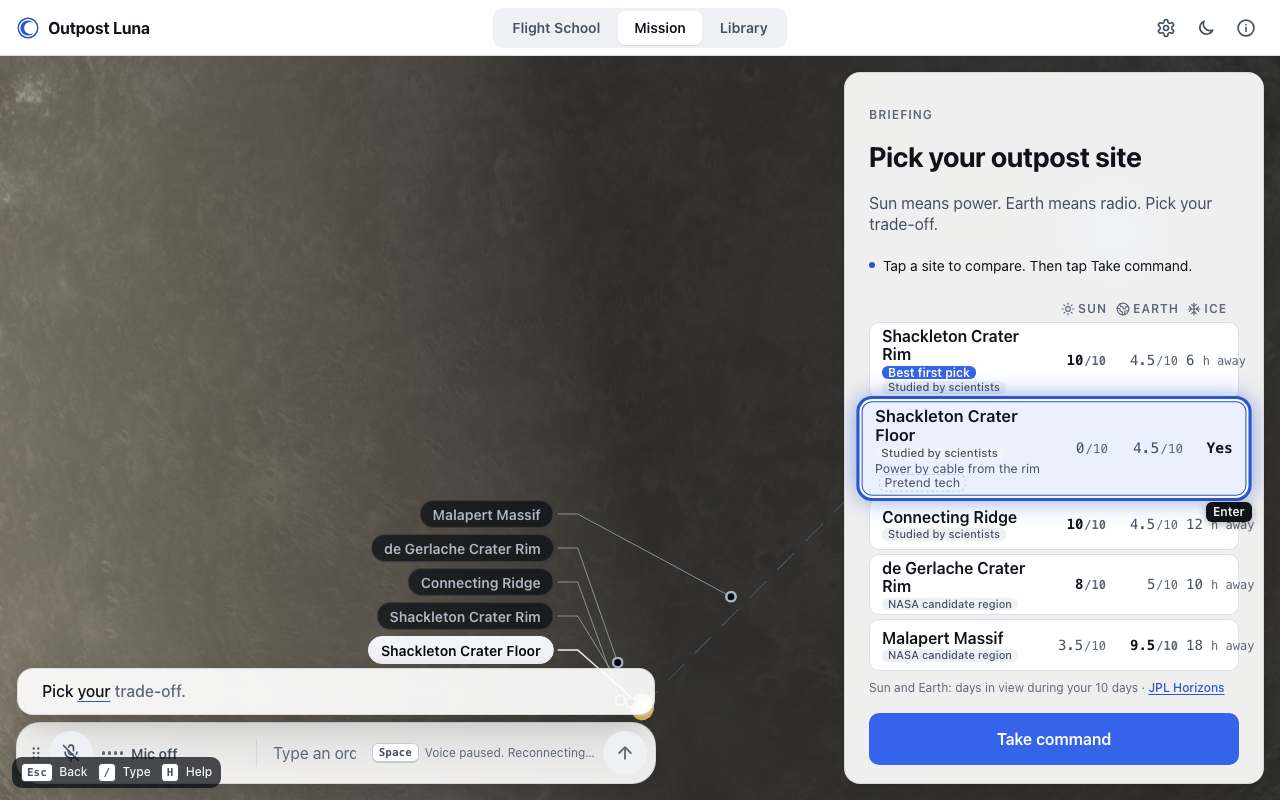 Outpost Luna
Flight School
Mission
Library
BRIEFING
Pick your outpost site
Sun means power. Earth means radio. Pick your
trade-off.
Tap a site to compare. Then tap Take command.
SUN EARTH ICE
Shackleton Crater
Rim
Best first pick
Studied by scientists
10/10 4.5/10 6 h away
Shackleton Crater
Floor
Studied by scientists
Power by cable from the rim
Pretend tech
0/10 4.5/10 Yes
Enter
Connecting Ridge
Studied by scientists
10/10 4.5/10 12 h away
de Gerlache Crater
Rim
NASA candidate region
8/10 5/10 10 h away
Malapert Massif
NASA candidate region
3.5/10 9.5/10 18 h away
Sun and Earth: days in view during your 10 days · JPL Horizons
Take command
Malapert Massif
de Gerlache Crater Rim
Connecting Ridge
Shackleton Crater Rim
Shackleton Crater Floor
Pick your trade-off.
Mic off
Type an orc
Space Voice paused. Reconnecting...
Esc Back / Type H Help